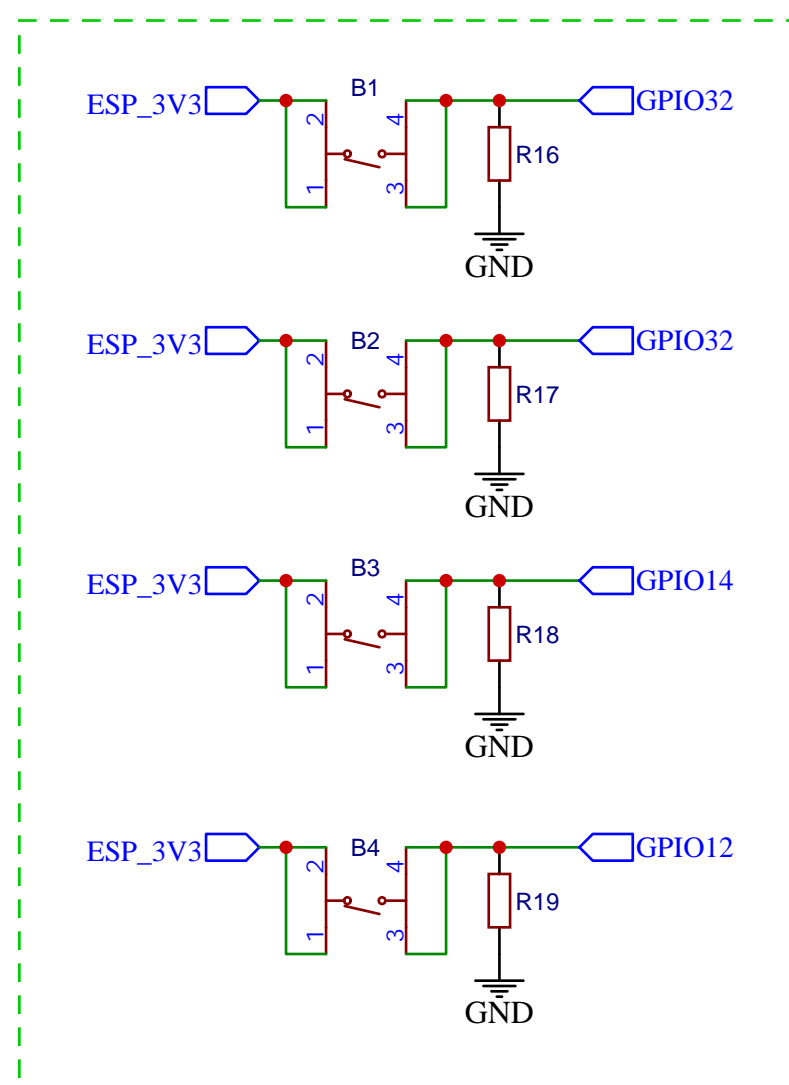 B1
ESP_3V3 2 4 GPIO32
1 3 R16
GND
B2
ESP_3V3 2 4 GPIO32
1 3 R17
GND
B3
ESP_3V3 2 4 GPIO14
1 3 R18
GND
B4
ESP_3V3 2 4 GPIO12
1 3 R19
GND